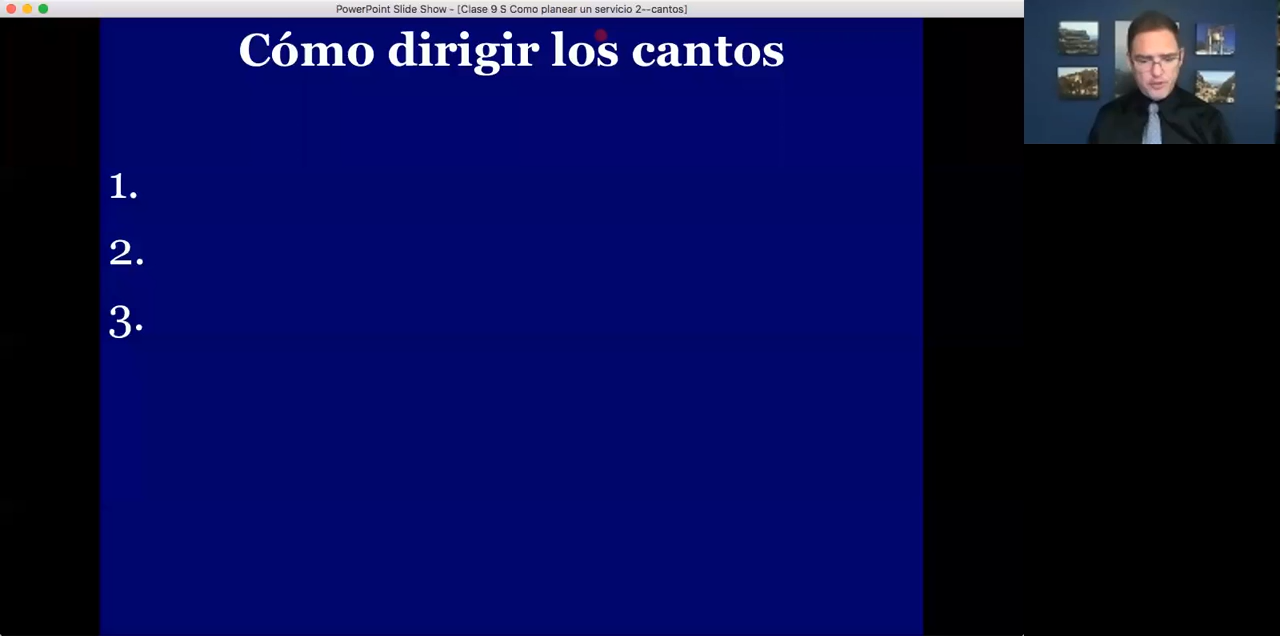 PowerPoint Slide Show - [Clase 9 S Como planear un servicio 2--cantos]
Cómo dirigir los cantos
1.
2.
3.